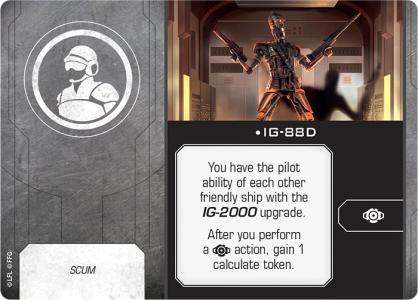 •IG-88D
You have the pilot
ability of each other
friendly ship with the
IG-2000 upgrade.
After you perform
a action, gain 1
calculate token.
SCUM
© LFL © FFG